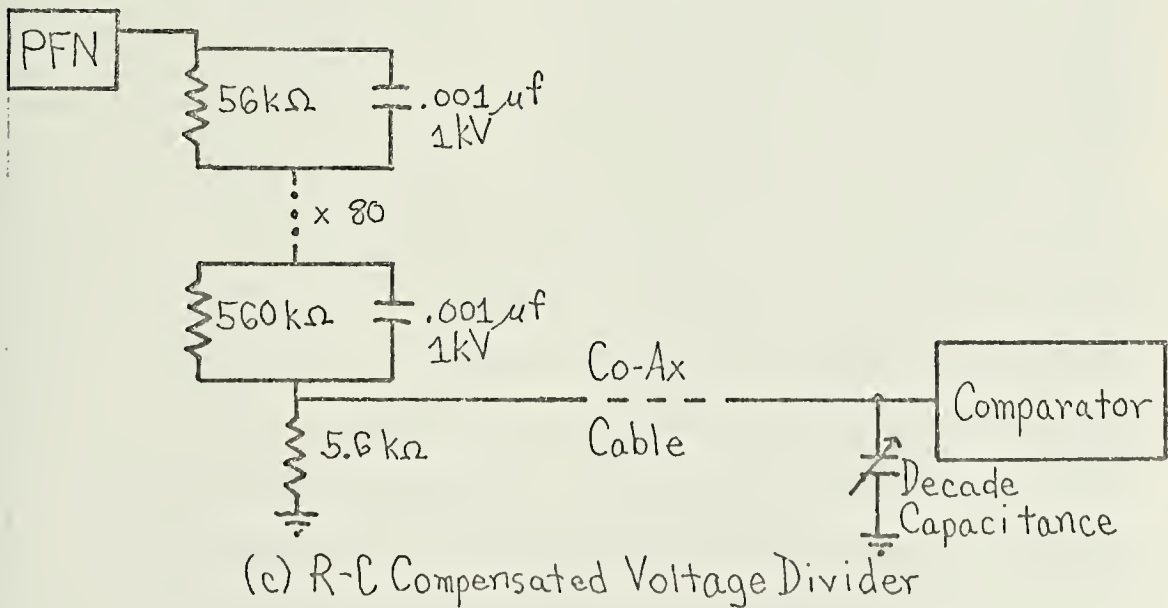 PFN
56kΩ
.001 μf
1kV
x 80
560kΩ
.001 μf
1kV
Co-Ax
Cable
Comparator
5.6 kΩ
Decade
Capacitance
(c) R-C Compensated Voltage Divider